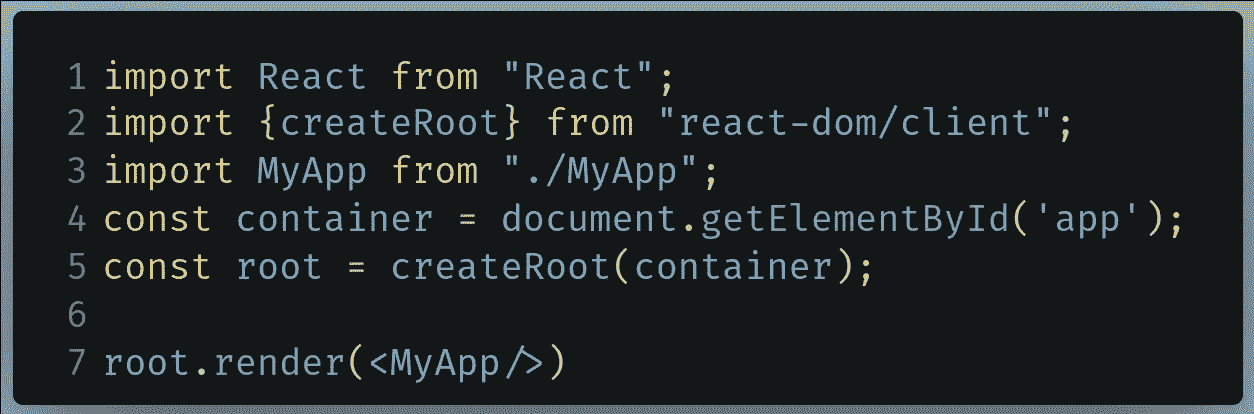 1 import React from "React";
2 import {createRoot} from "react-dom/client";
3 import MyApp from "./MyApp";
4 const container = document.getElementById('app');
5 const root = createRoot(container);
6
7 root.render(<MyApp/>)